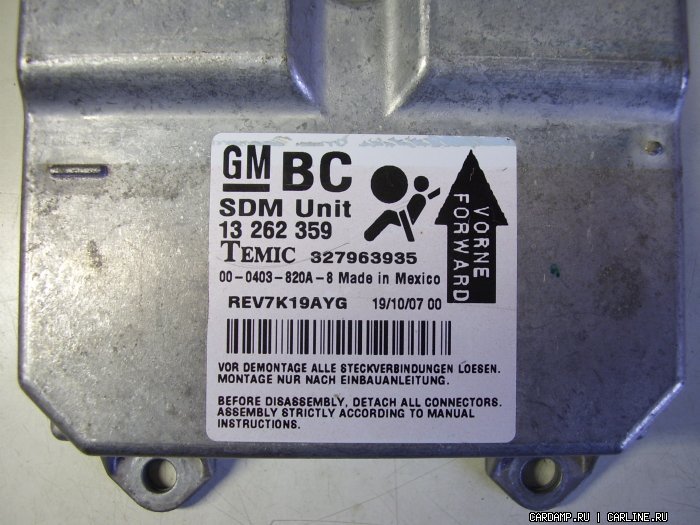 GM BC
SDM Unit
13 262 359
TEMIC 327963935
00-0403-820A-8 Made in Mexico
REV7K19AYG 19/10/07 00
VORNE
FORWARD
VOR DEMONTAGE ALLE STECKVERBINDUNGEN LOESEN.
MONTAGE NUR NACH EINBAUANLEITUNG.
BEFORE DISASSEMBLY, DETACH ALL CONNECTORS.
ASSEMBLY STRICTLY ACCORDING TO MANUAL
INSTRUCTIONS.
CARDAMP.RU | CARLINE.RU